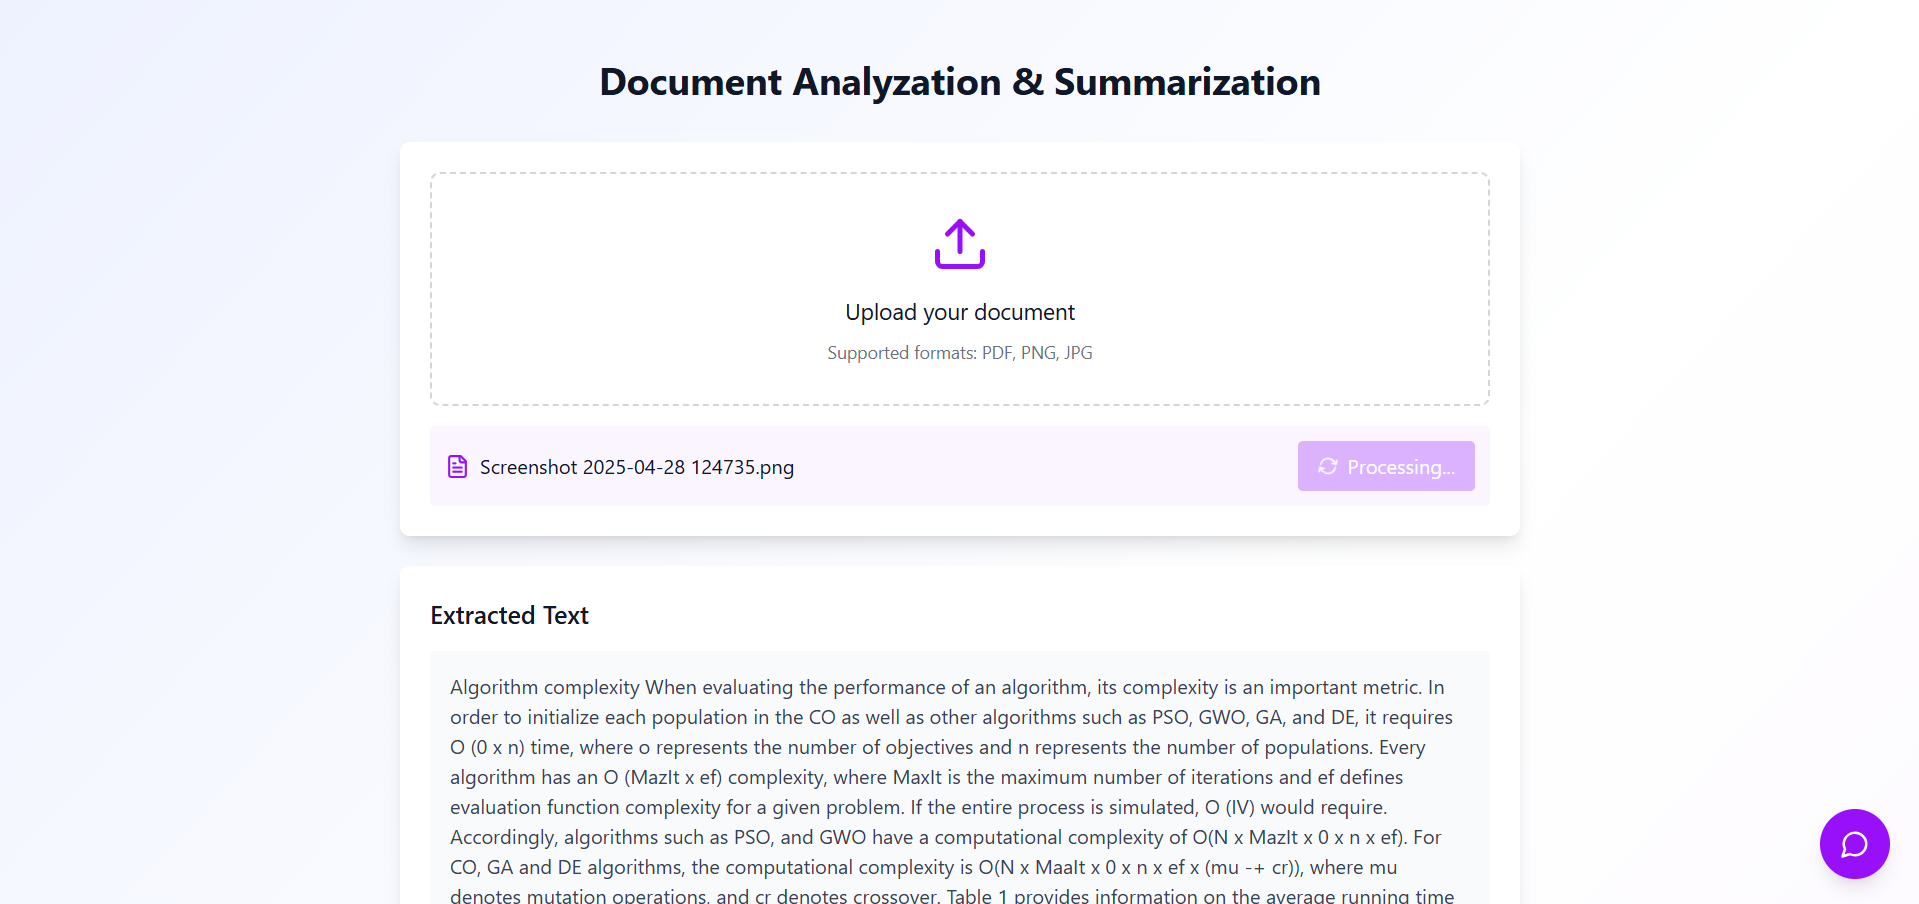 Document Analyzation & Summarization
Upload your document
Supported formats: PDF, PNG, JPG
Screenshot 2025-04-28 124735.png
Processing...
Extracted Text
Algorithm complexity When evaluating the performance of an algorithm, its complexity is an important metric. In
order to initialize each population in the CO as well as other algorithms such as PSO, GWO, GA, and DE, it requires
O (0 x n) time, where o represents the number of objectives and n represents the number of populations. Every
algorithm has an O (MazIt x ef) complexity, where MaxIt is the maximum number of iterations and ef defines
evaluation function complexity for a given problem. If the entire process is simulated, O (IV) would require.
Accordingly, algorithms such as PSO, and GWO have a computational complexity of O(N x MazIt x 0 x n x ef). For
CO, GA and DE algorithms, the computational complexity is O(N x MaaIt x 0 x n x ef x (mu -+ cr)), where mu
denotes mutation operations, and cr denotes crossover. Table 1 provides information on the average running time